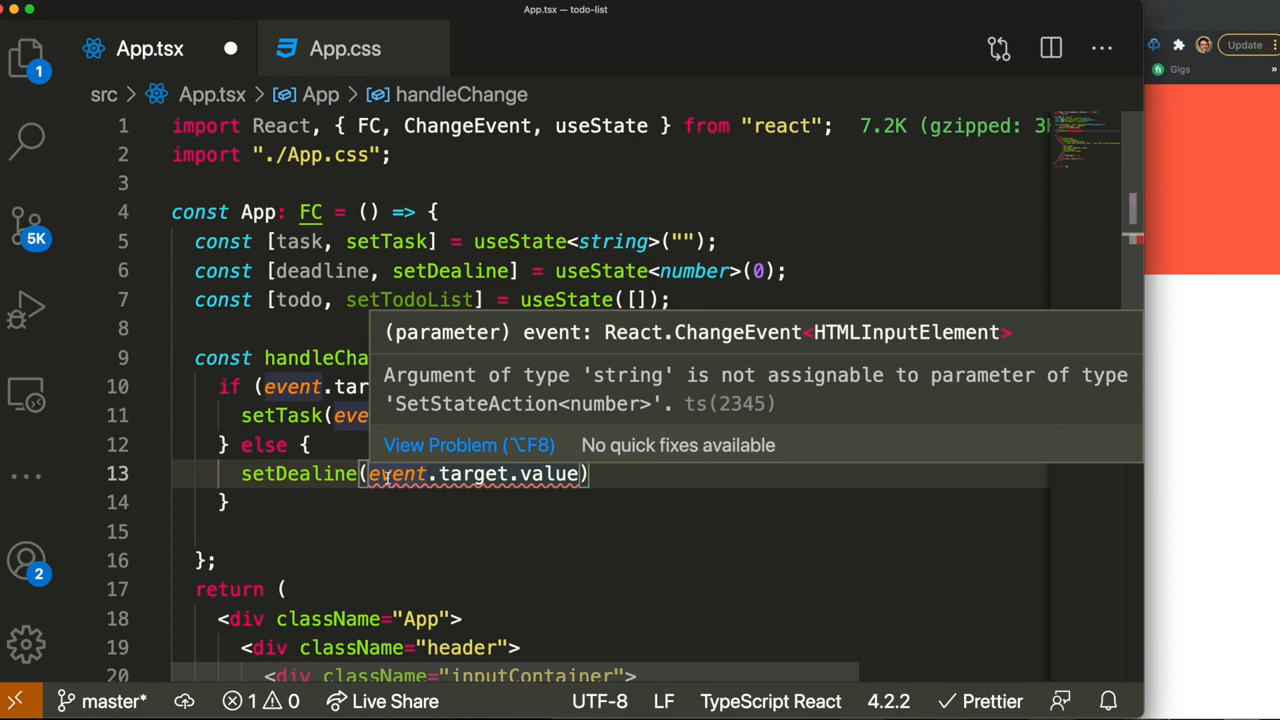 App.tsx — todo-list
App.tsx
App.css
Update
Gigs
»
src > App.tsx > App > handleChange
1 import React, { FC, ChangeEvent, useState } from "react"; 7.2K (gzipped: 3
2 import "./App.css";
3
4 const App: FC = () => {
5 const [task, setTask] = useState<string>("");
6 const [deadline, setDealine] = useState<number>(0);
7 const [todo, setTodoList] = useState([]);
8
(parameter) event: React.ChangeEvent<HTMLInputElement>
Argument of type 'string' is not assignable to parameter of type
'SetStateAction<number>'. ts(2345)
View Problem (⌥F8) No quick fixes available
9 const handleCha
10 if (event.tar
11 setTask(eve
12 } else {
13 setDealine(event.target.value)
14 }
15
16 };
17 return (
18 <div className="App">
19 <div className="header">
20 <div className="inputContainer">
1
5K
2
master* 1 0 Live Share UTF-8 LF TypeScript React 4.2.2 Prettier